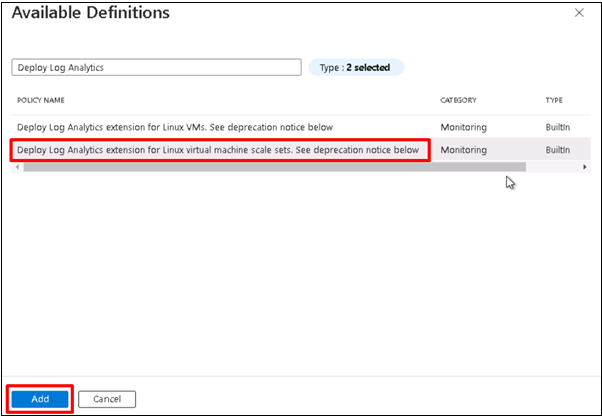 Available Definitions
Deploy Log Analytics
Type : 2 selected
POLICY NAME CATEGORY TYPE
Deploy Log Analytics extension for Linux VMs. See deprecation notice below Monitoring BuiltIn
Deploy Log Analytics extension for Linux virtual machine scale sets. See deprecation notice below Monitoring BuiltIn
Add Cancel